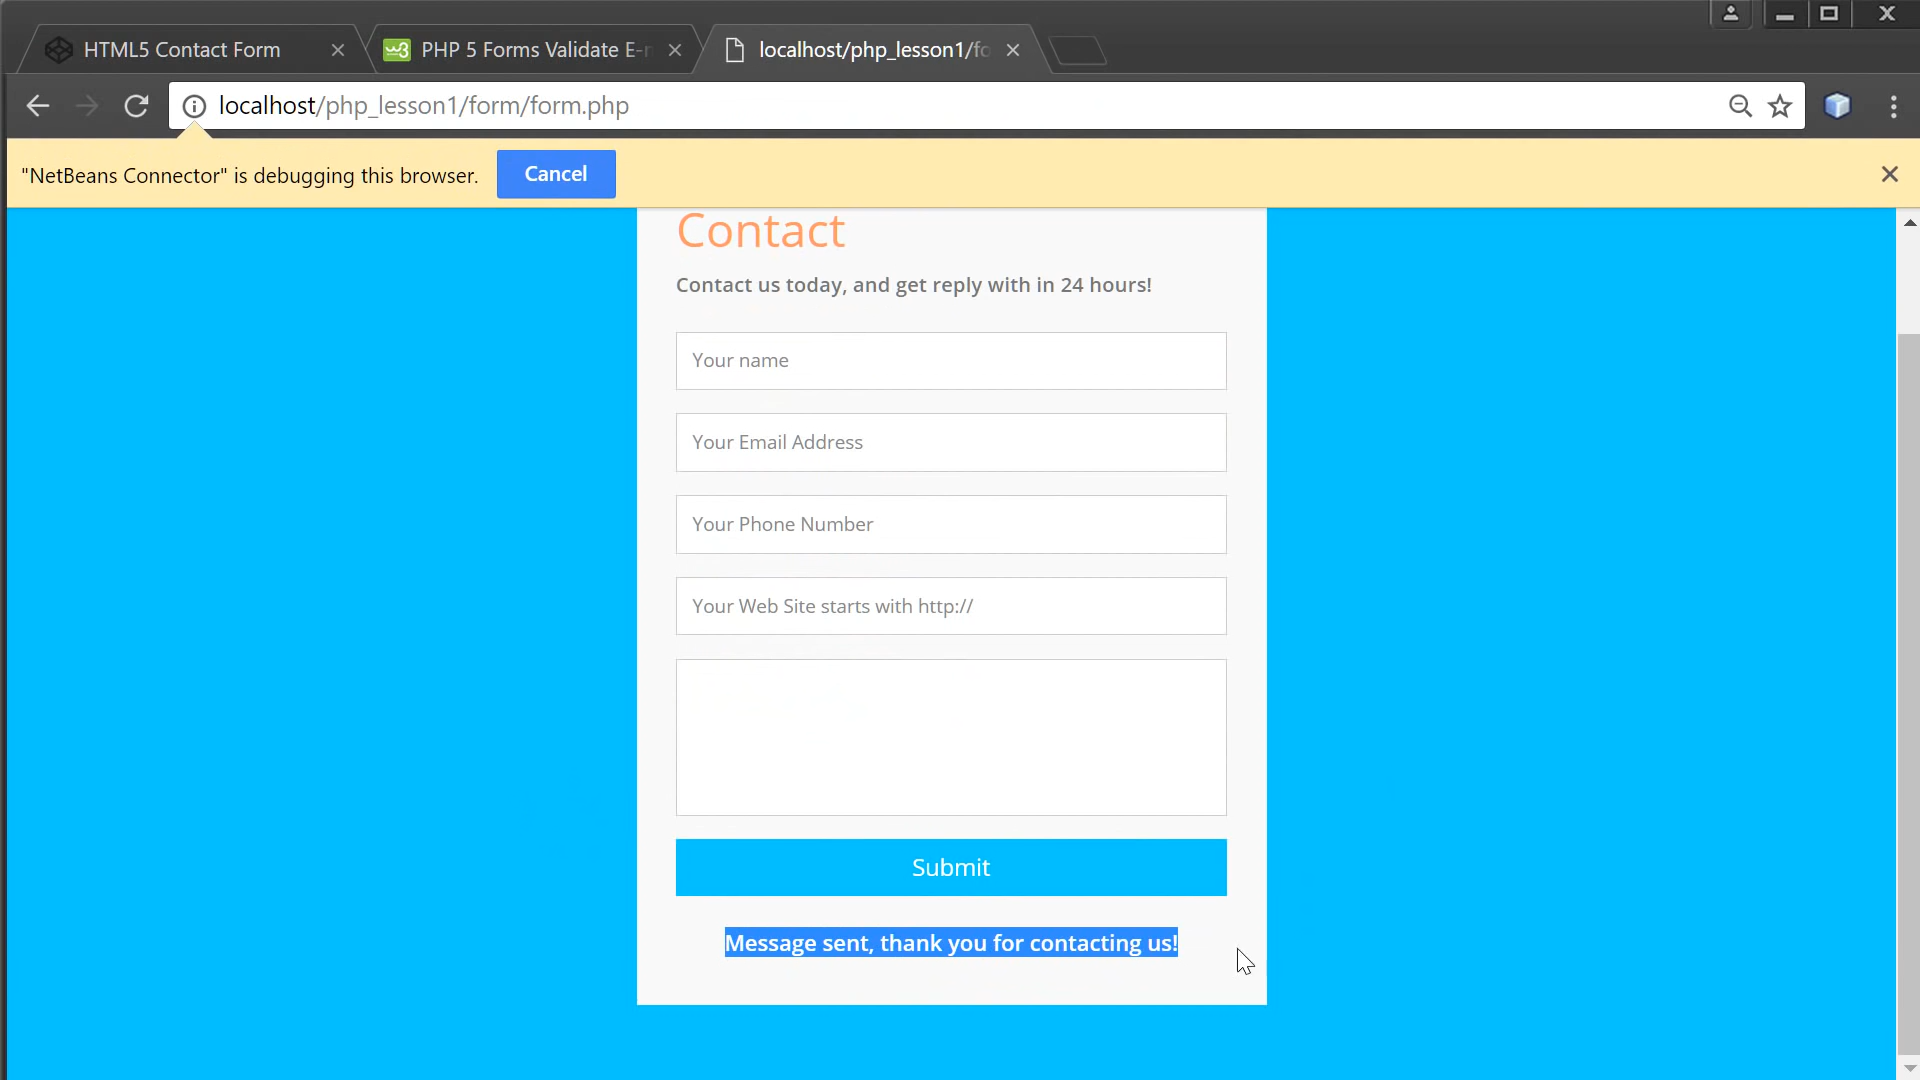 HTML5 Contact Form
PHP 5 Forms Validate E-
localhost/php_lesson1/fo
localhost/php_lesson1/form/form.php
"NetBeans Connector" is debugging this browser.
Cancel
Contact
Contact us today, and get reply with in 24 hours!
Your name
Your Email Address
Your Phone Number
Your Web Site starts with http://
Submit
Message sent, thank you for contacting us!